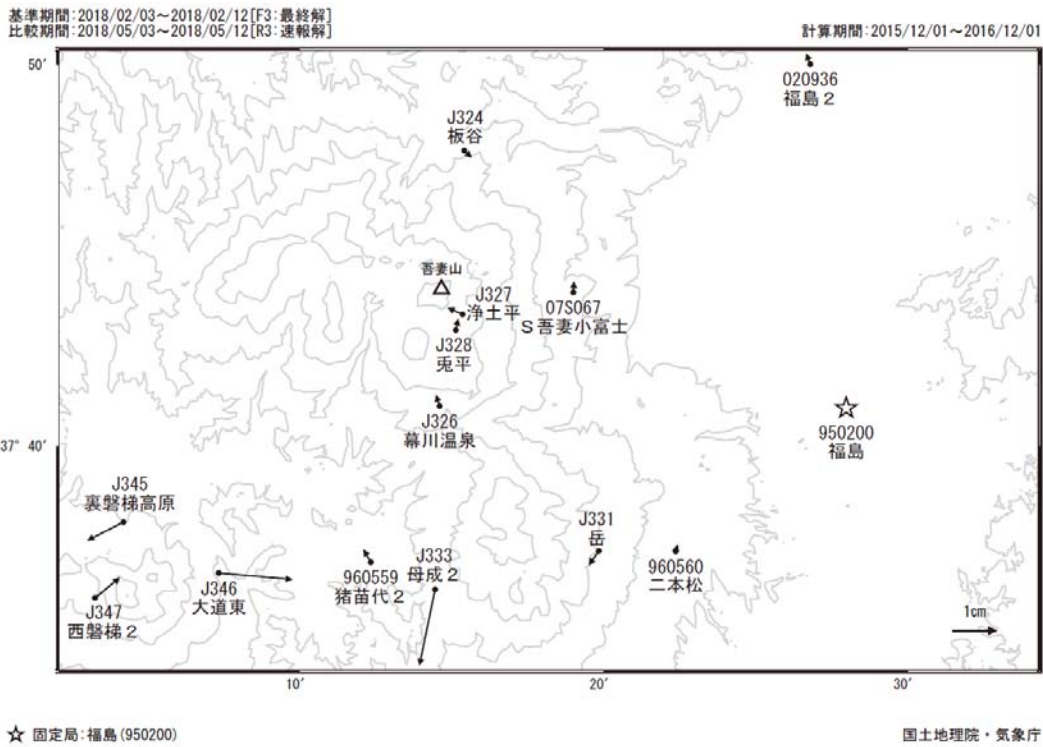 基準期間:2018/02/03～2018/02/12[F3:最終解]
比較期間:2018/05/03～2018/05/12[R3:速報解]
計算期間:2015/12/01～2016/12/01
50′
020936
福島２
J324
板谷
吾妻山
J327
浄土平
07S067
Ｓ吾妻小富士
J328
兎平
J326
幕川温泉
950200
福島
37° 40′
J345
裏磐梯高原
J331
岳
J333
母成２
960559
猪苗代２
960560
二本松
J346
大道東
J347
西磐梯２
1cm
10′
20′
30′
☆ 固定局:福島(950200)
国土地理院・気象庁